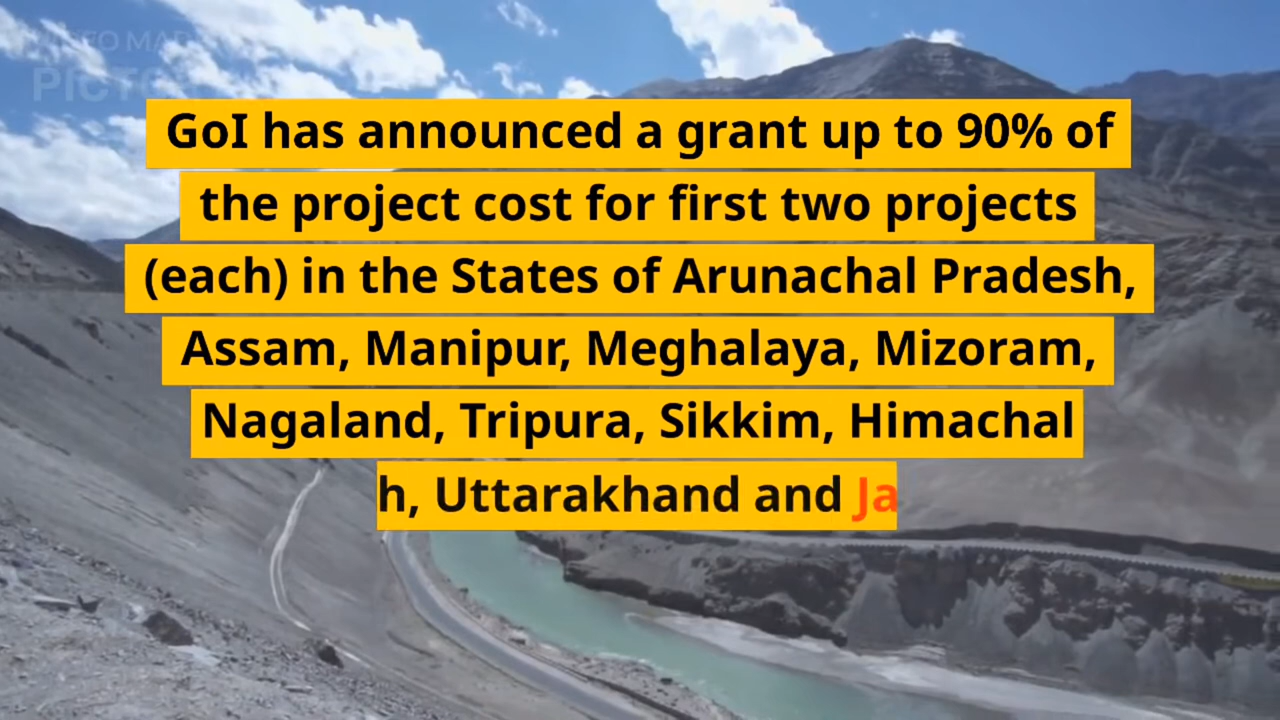 GoI has announced a grant up to 90% of
the project cost for first two projects
(each) in the States of Arunachal Pradesh,
Assam, Manipur, Meghalaya, Mizoram,
Nagaland, Tripura, Sikkim, Himachal
h, Uttarakhand and Ja